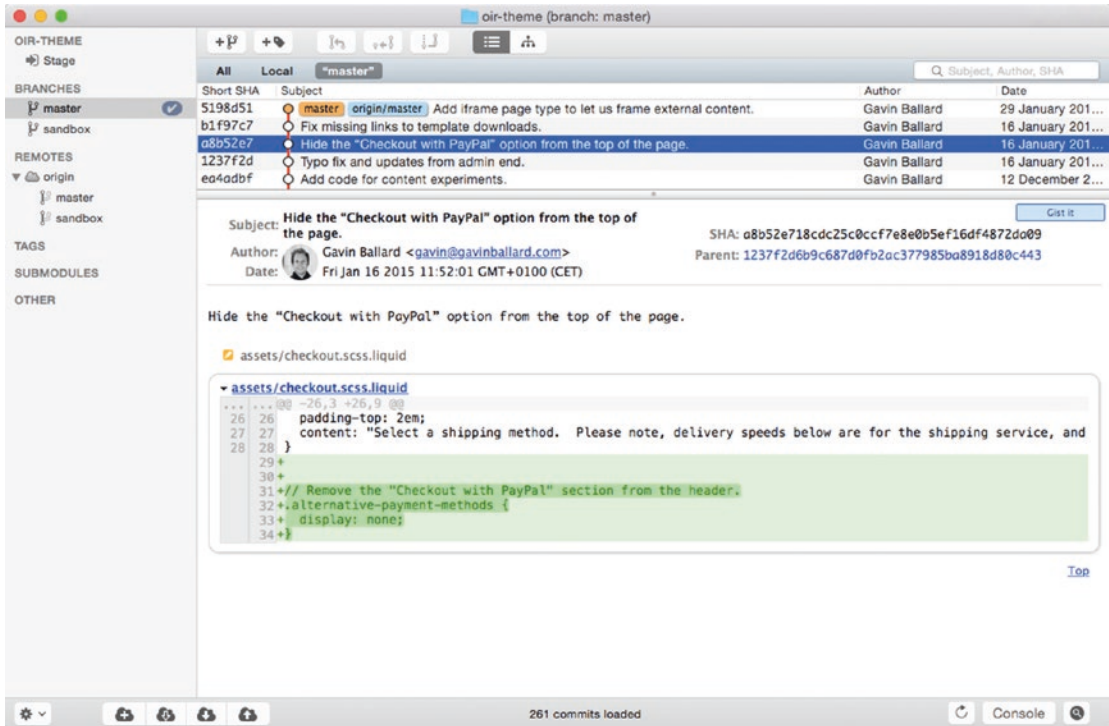 oir-theme (branch: master)
OIR-THEME
Stage
BRANCHES
master
sandbox
REMOTES
origin
master
sandbox
TAGS
SUBMODULES
OTHER
All Local "master" Subject, Author, SHA
Short SHA Subject Author Date
5198d51 master origin/master Add iframe page type to let us frame external content. Gavin Ballard 29 January 201...
b1f97c7 Fix missing links to template downloads. Gavin Ballard 16 January 201...
a8b52e7 Hide the “Checkout with PayPal” option from the top of the page. Gavin Ballard 16 January 201...
1237f2d Typo fix and updates from admin end. Gavin Ballard 16 January 201...
ea4adbf Add code for content experiments. Gavin Ballard 12 December 2...
Gist it
Subject: Hide the “Checkout with PayPal” option from the top of
the page.
Author: Gavin Ballard <gavin@gavinballard.com>
Date: Fri Jan 16 2015 11:52:01 GMT+0100 (CET)
SHA: a8b52e718cdc25c0ccf7e8e0b5ef16df4872da09
Parent: 1237f2d6b9c687d0fb2ac377985ba8918d80c443
Hide the “Checkout with PayPal” option from the top of the page.
assets/checkout.scss.liquid
assets/checkout.scss.liquid
... ... @@ -26,3 +26,9 @@
26 26 padding-top: 2em;
27 27 content: "Select a shipping method. Please note, delivery speeds below are for the shipping service, and
28 28 }
29 +
30 +
31 +// Remove the "Checkout with PayPal" section from the header.
32 +.alternative-payment-methods {
33 + display: none;
34 +}
Top
261 commits loaded
Console